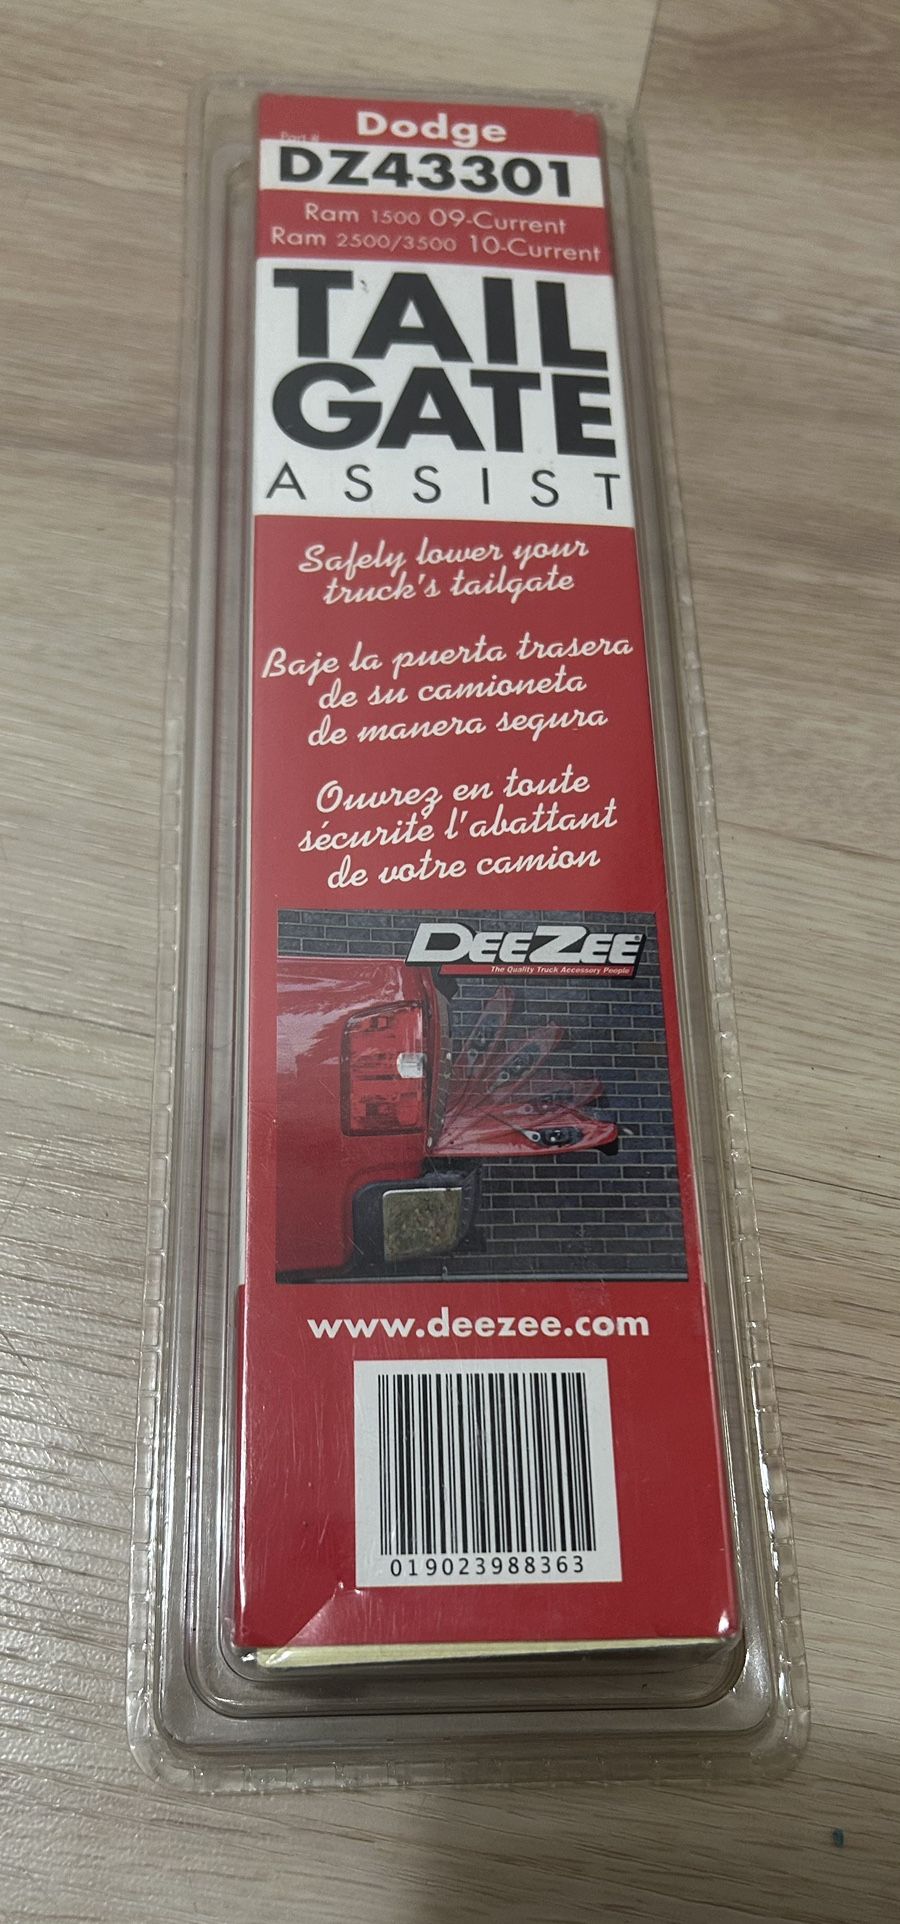 Dodge
Part #
DZ43301
Ram 1500 09-Current
Ram 2500/3500 10-Current
TAIL
GATE
ASSIST
Safely lower your
truck's tailgate
Baje la puerta trasera
de su camioneta
de manera segura
Ouvrez en toute
sécurité l'abattant
de votre camion
DEEZEE®
The Quality Truck Accessory People
www.deezee.com
019023988363